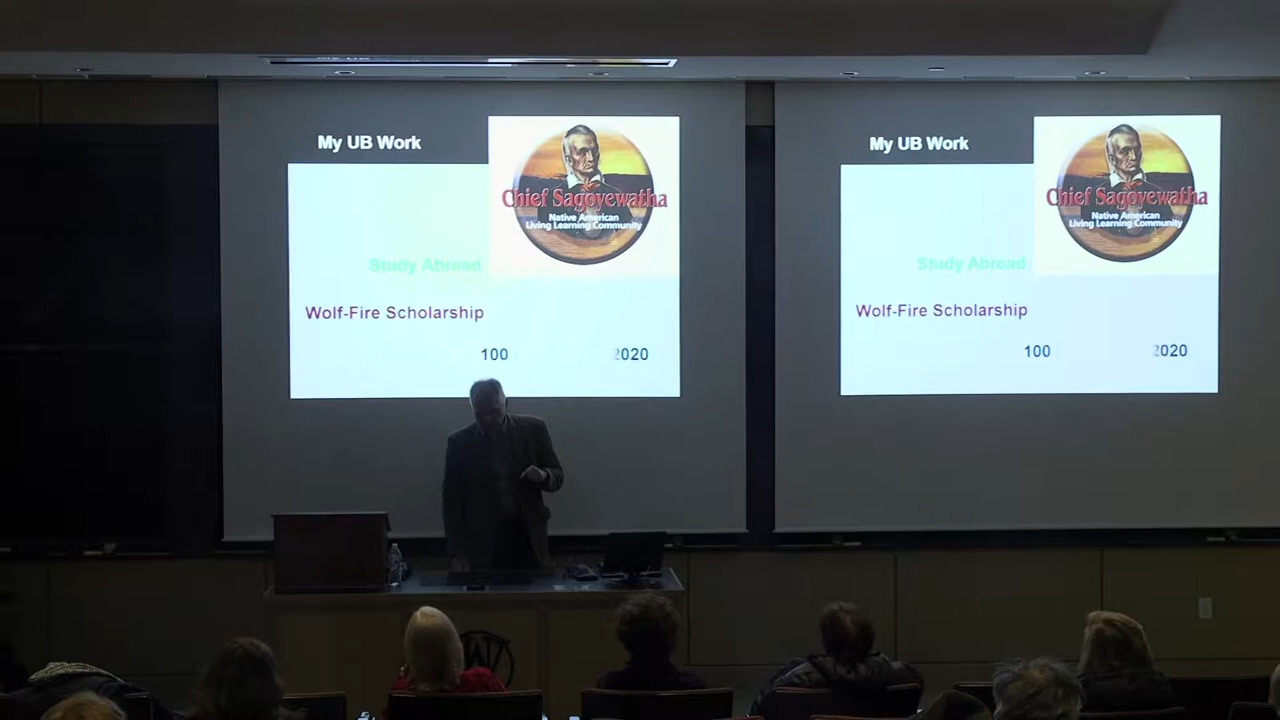 My UB Work
Chief Sagoyewatha
Native American
Living Learning Community
Study Abroad
Wolf-Fire Scholarship
100
2020
My UB Work
Chief Sagoyewatha
Native American
Living Learning Community
Study Abroad
Wolf-Fire Scholarship
100
2020